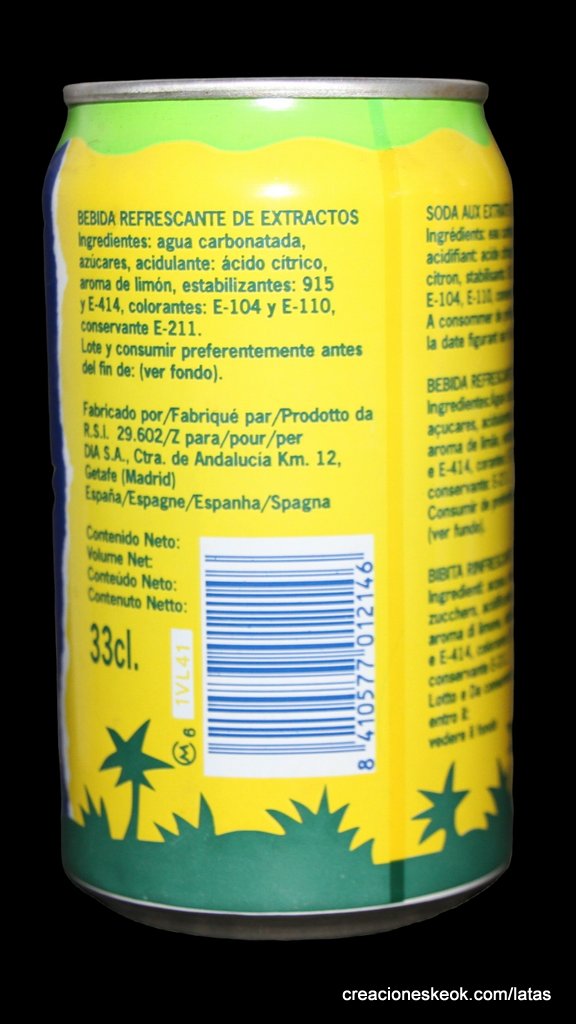 BEBIDA REFRESCANTE DE EXTRACTOS
Ingredientes: agua carbonatada,
azúcares, acidulante: ácido cítrico,
aroma de limón, estabilizantes: 915
y E-414, colorantes: E-104 y E-110,
conservante E-211.
Lote y consumir preferentemente antes
del fin de: (ver fondo).
Fabricado por/Fabriqué par/Prodotto da
R.S.I. 29.602/Z para/pour/per
DIA S.A., Ctra. de Andalucía Km. 12,
Getafe (Madrid)
España/Espagne/Espanha/Spagna
Contenido Neto:
Volume Net:
Conteúdo Neto:
Contenuto Netto:
33cl.
1VL41
M 6
8 410577 012146
SODA AUX
Ingrédients: eau
acidifiant: acide
citron,
E-104, E-110,
A consommer de
la date figurant
BEBIDA
Ingredientes:
açucares,
aroma de limão,
e E-414,
conservante
Consumir de
(ver fundo).
BIBITA
Ingredienti:
zucchero,
aroma di limone,
e E-414,
conservante
Lotto e Da
entro il:
vedere il fondo
creacioneskeok.com/latas